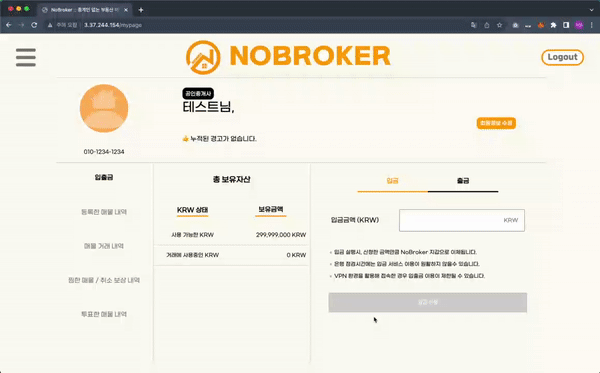 NoBroker :: 중개인 없는 부동산 매
주의 요함 3.37.244.154/mypage
NOBROKER
Logout
공인중개사
테스트님,
회원정보 수정
👍 누적된 경고가 없습니다.
010-1234-1234
입출금
등록한 매물 내역
매물 거래 내역
찜한 매물 / 취소 보상 내역
투표한 매물 내역
총 보유자산
KRW 상태 보유금액
사용 가능한 KRW 299,999,000 KRW
거래에 사용중인 KRW 0 KRW
입금 출금
입금금액 (KRW) KRW
입금 실행시, 신청한 금액만큼 NoBroker 지갑으로 이체됩니다.
은행 점검시간에는 입금 서비스 이용이 원활하지 않을수 있습니다.
VPN 환경을 활용해 접속한 경우 입출금 이용이 제한될 수 있습니다.